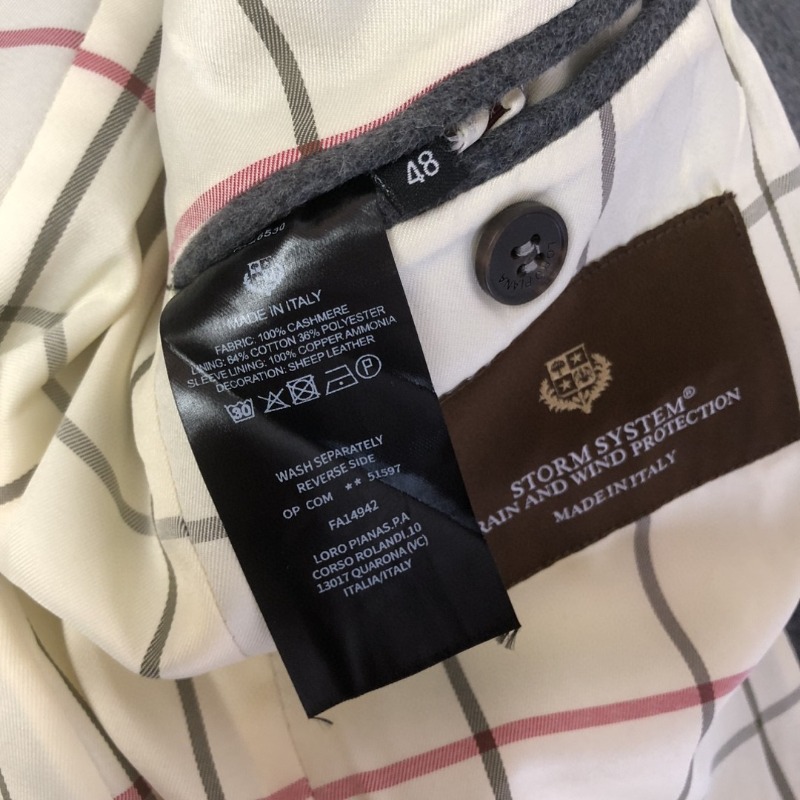 48
MADE IN ITALY
FABRIC: 100% CASHMERE
LINING: 64% COTTON 36% POLYESTER
SLEEVE LINING: 100% COPPER AMMONIA
DECORATION: SHEEP LEATHER
30
P
WASH SEPARATELY
REVERSE SIDE
OP COM ** 51597
FA14942
LORO PIANAS.P.A
CORSO ROLANDI.10
13017 QUARONA (VC)
ITALIA/ITALY
STORM SYSTEM®
RAIN AND WIND PROTECTION
MADE IN ITALY